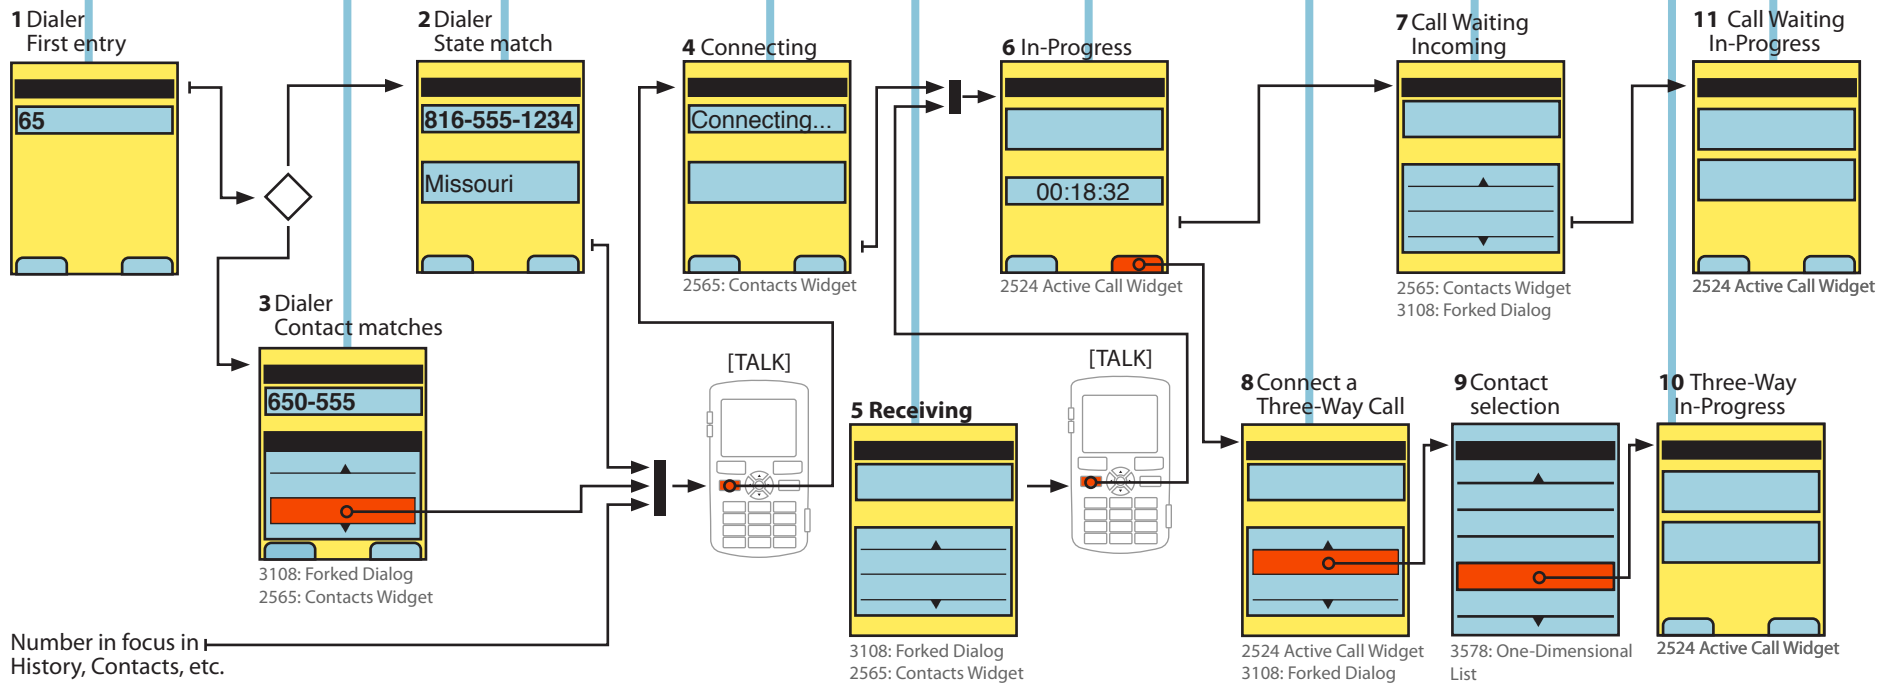 1 Dialer
First entry
65
2 Dialer
State match
816-555-1234
Missouri
3 Dialer
Contact matches
650-555
3108: Forked Dialog
2565: Contacts Widget
Number in focus in
History, Contacts, etc.
4 Connecting
Connecting...
2565: Contacts Widget
[TALK]
5 Receiving
3108: Forked Dialog
2565: Contacts Widget
[TALK]
6 In-Progress
00:18:32
2524 Active Call Widget
7 Call Waiting
Incoming
2565: Contacts Widget
3108: Forked Dialog
8 Connect a
Three-Way Call
2524 Active Call Widget
3108: Forked Dialog
9 Contact
selection
3578: One-Dimensional
List
10 Three-Way
In-Progress
2524 Active Call Widget
11 Call Waiting
In-Progress
2524 Active Call Widget